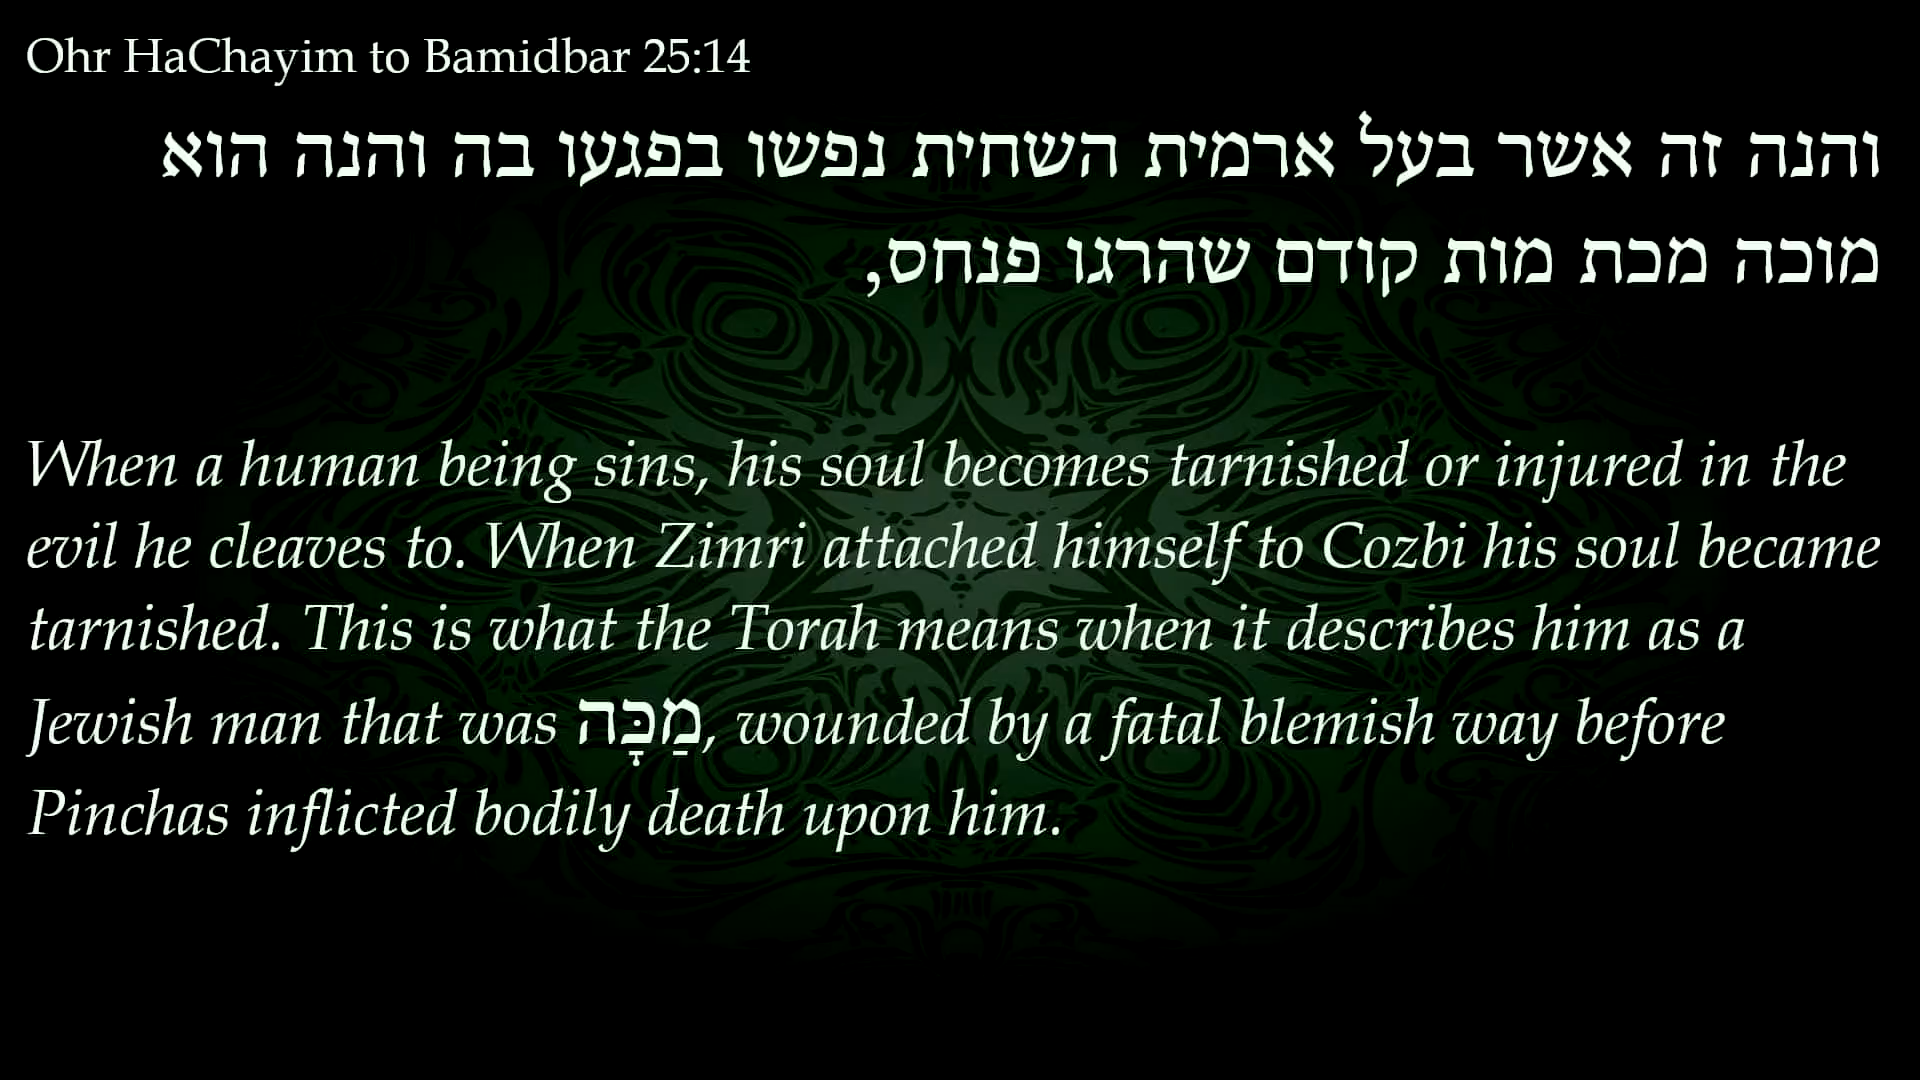 Ohr HaChayim to Bamidbar 25:14
והנה זה אשר בעל ארמית השחית נפשו בפגעו בה והנה הוא
מוכה מכת מות קודם שהרגו פנחס,
When a human being sins, his soul becomes tarnished or injured in the
evil he cleaves to. When Zimri attached himself to Cozbi his soul became
tarnished. This is what the Torah means when it describes him as a
Jewish man that was מַכָּה, wounded by a fatal blemish way before
Pinchas inflicted bodily death upon him.